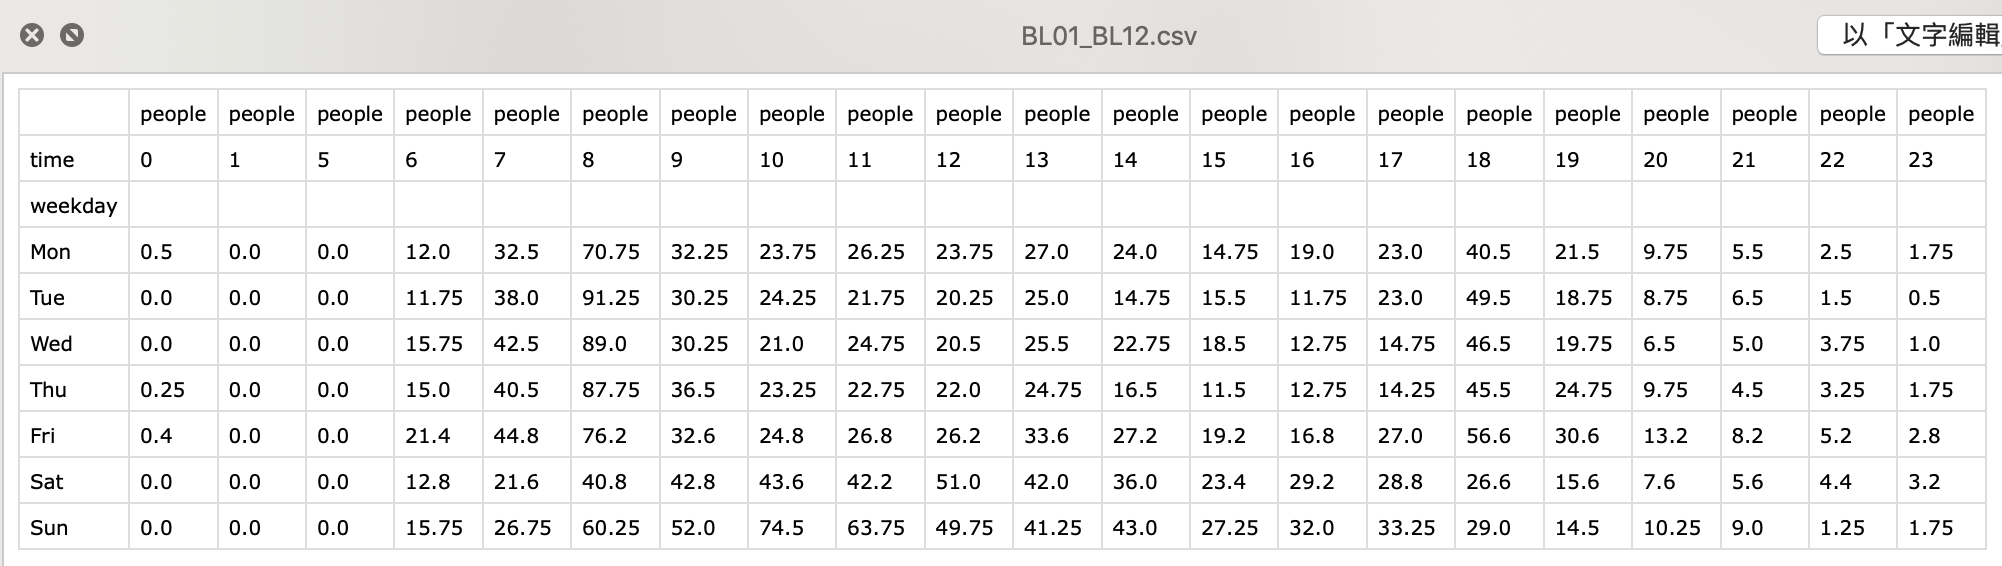 BL01_BL12.csv
以「文字編輯
people people people people people people people people people people people people people people people people people people people people people
time 0 1 5 6 7 8 9 10 11 12 13 14 15 16 17 18 19 20 21 22 23
weekday
Mon 0.5 0.0 0.0 12.0 32.5 70.75 32.25 23.75 26.25 23.75 27.0 24.0 14.75 19.0 23.0 40.5 21.5 9.75 5.5 2.5 1.75
Tue 0.0 0.0 0.0 11.75 38.0 91.25 30.25 24.25 21.75 20.25 25.0 14.75 15.5 11.75 23.0 49.5 18.75 8.75 6.5 1.5 0.5
Wed 0.0 0.0 0.0 15.75 42.5 89.0 30.25 21.0 24.75 20.5 25.5 22.75 18.5 12.75 14.75 46.5 19.75 6.5 5.0 3.75 1.0
Thu 0.25 0.0 0.0 15.0 40.5 87.75 36.5 23.25 22.75 22.0 24.75 16.5 11.5 12.75 14.25 45.5 24.75 9.75 4.5 3.25 1.75
Fri 0.4 0.0 0.0 21.4 44.8 76.2 32.6 24.8 26.8 26.2 33.6 27.2 19.2 16.8 27.0 56.6 30.6 13.2 8.2 5.2 2.8
Sat 0.0 0.0 0.0 12.8 21.6 40.8 42.8 43.6 42.2 51.0 42.0 36.0 23.4 29.2 28.8 26.6 15.6 7.6 5.6 4.4 3.2
Sun 0.0 0.0 0.0 15.75 26.75 60.25 52.0 74.5 63.75 49.75 41.25 43.0 27.25 32.0 33.25 29.0 14.5 10.25 9.0 1.25 1.75